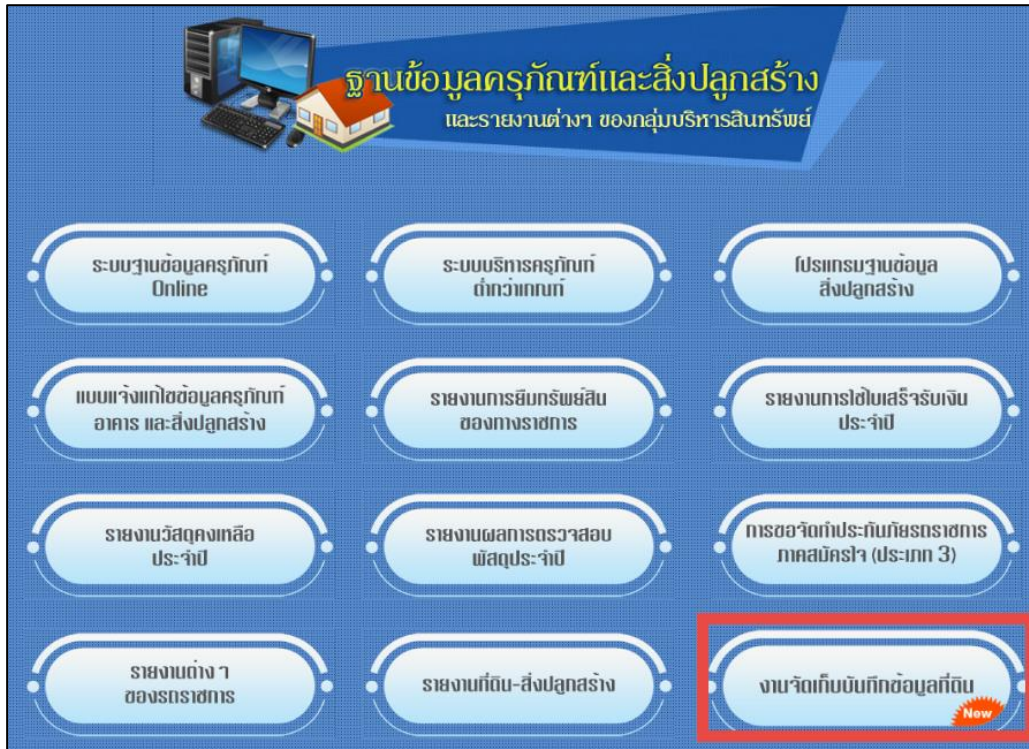 ฐานข้อมูลครุภัณฑ์และสิ่งปลูกสร้าง
และรายงานต่างๆ ของกลุ่มบริหารสินทรัพย์
ระบบฐานข้อมูลครุภัณฑ์
Online
ระบบบริหารครุภัณฑ์
ต่ำกว่าเกณฑ์
โปรแกรมฐานข้อมูล
สิ่งปลูกสร้าง
แบบแจ้งแก้ไขข้อมูลครุภัณฑ์
อาคาร และสิ่งปลูกสร้าง
รายงานการยืมทรัพย์สิน
ของทางราชการ
รายงานการใช้ใบเสร็จรับเงิน
ประจำปี
รายงานวัสดุคงเหลือ
ประจำปี
รายงานผลการตรวจสอบ
พัสดุประจำปี
การขอจัดทำประกันภัยรถราชการ
ภาคสมัครใจ (ประเภท 3)
รายงานต่าง ๆ
ของรถราชการ
รายงานที่ดิน-สิ่งปลูกสร้าง
งานจัดเก็บบันทึกข้อมูลที่ดิน
New